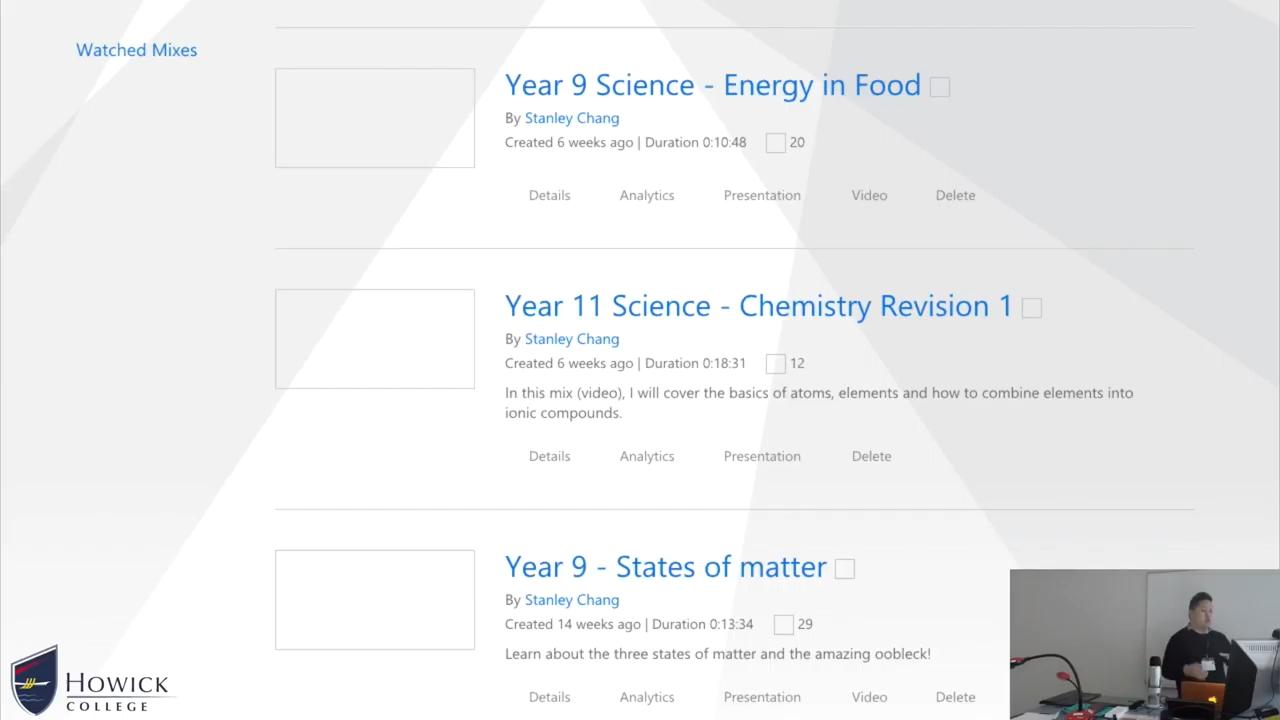 Watched Mixes
Year 9 Science - Energy in Food
By Stanley Chang
Created 6 weeks ago | Duration 0:10:48 20
Details Analytics Presentation Video Delete
Year 11 Science - Chemistry Revision 1
By Stanley Chang
Created 6 weeks ago | Duration 0:18:31 12
In this mix (video), I will cover the basics of atoms, elements and how to combine elements into
ionic compounds.
Details Analytics Presentation Delete
Year 9 - States of matter
By Stanley Chang
Created 14 weeks ago | Duration 0:13:34 29
Learn about the three states of matter and the amazing oobleck!
Details Analytics Presentation Video Delete
HOWICK
COLLEGE